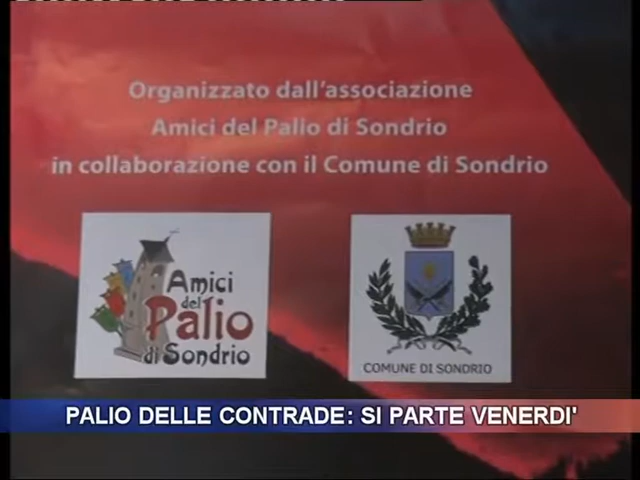 Organizzato dall'associazione
Amici del Palio di Sondrio
in collaborazione con il Comune di Sondrio
Amici
del
Palio
di Sondrio
COMUNE DI SONDRIO
PALIO DELLE CONTRADE: SI PARTE VENERDI'